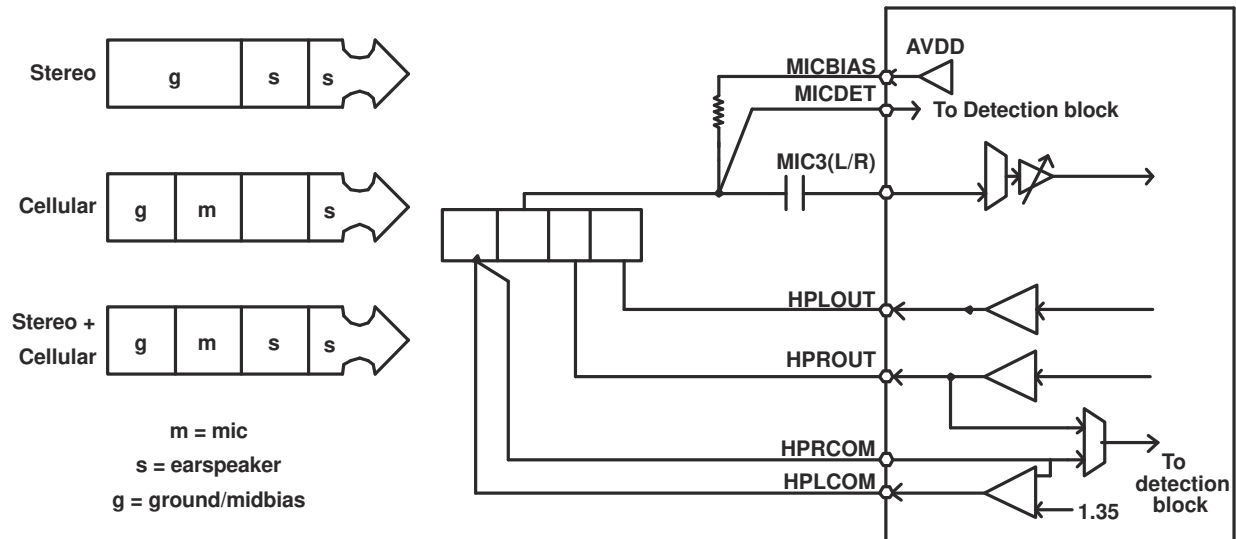 Stereo
g
s
s
Cellular
g
m
s
Stereo +
Cellular
g
m
s
s
m = mic
s = earspeaker
g = ground/midbias
AVDD
MICBIAS
MICDET
To Detection block
MIC3(L/R)
HPLOUT
HPROUT
HPRCOM
HPLCOM
To
detection
block
1.35